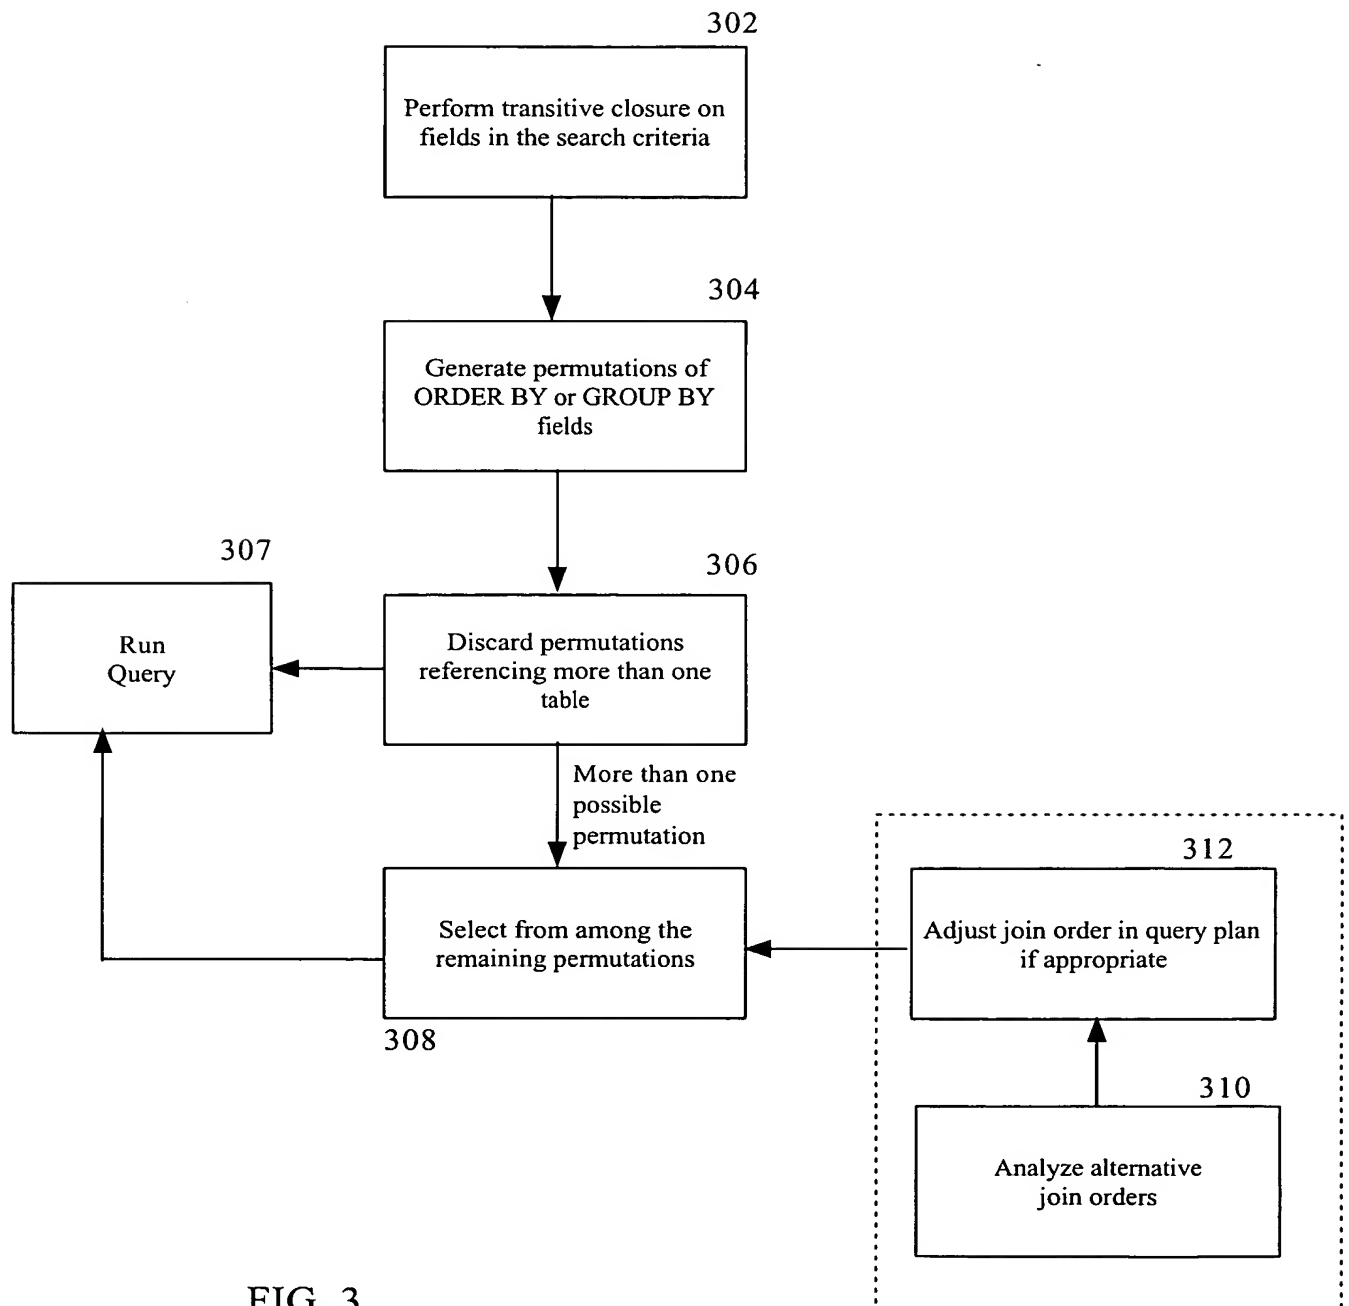 302
Perform transitive closure on
fields in the search criteria
304
Generate permutations of
ORDER BY or GROUP BY
fields
307
306
Run
Query
Discard permutations
referencing more than one
table
More than one
possible
permutation
312
Select from among the
remaining permutations
Adjust join order in query plan
if appropriate
308
310
Analyze alternative
join orders
FIG. 3